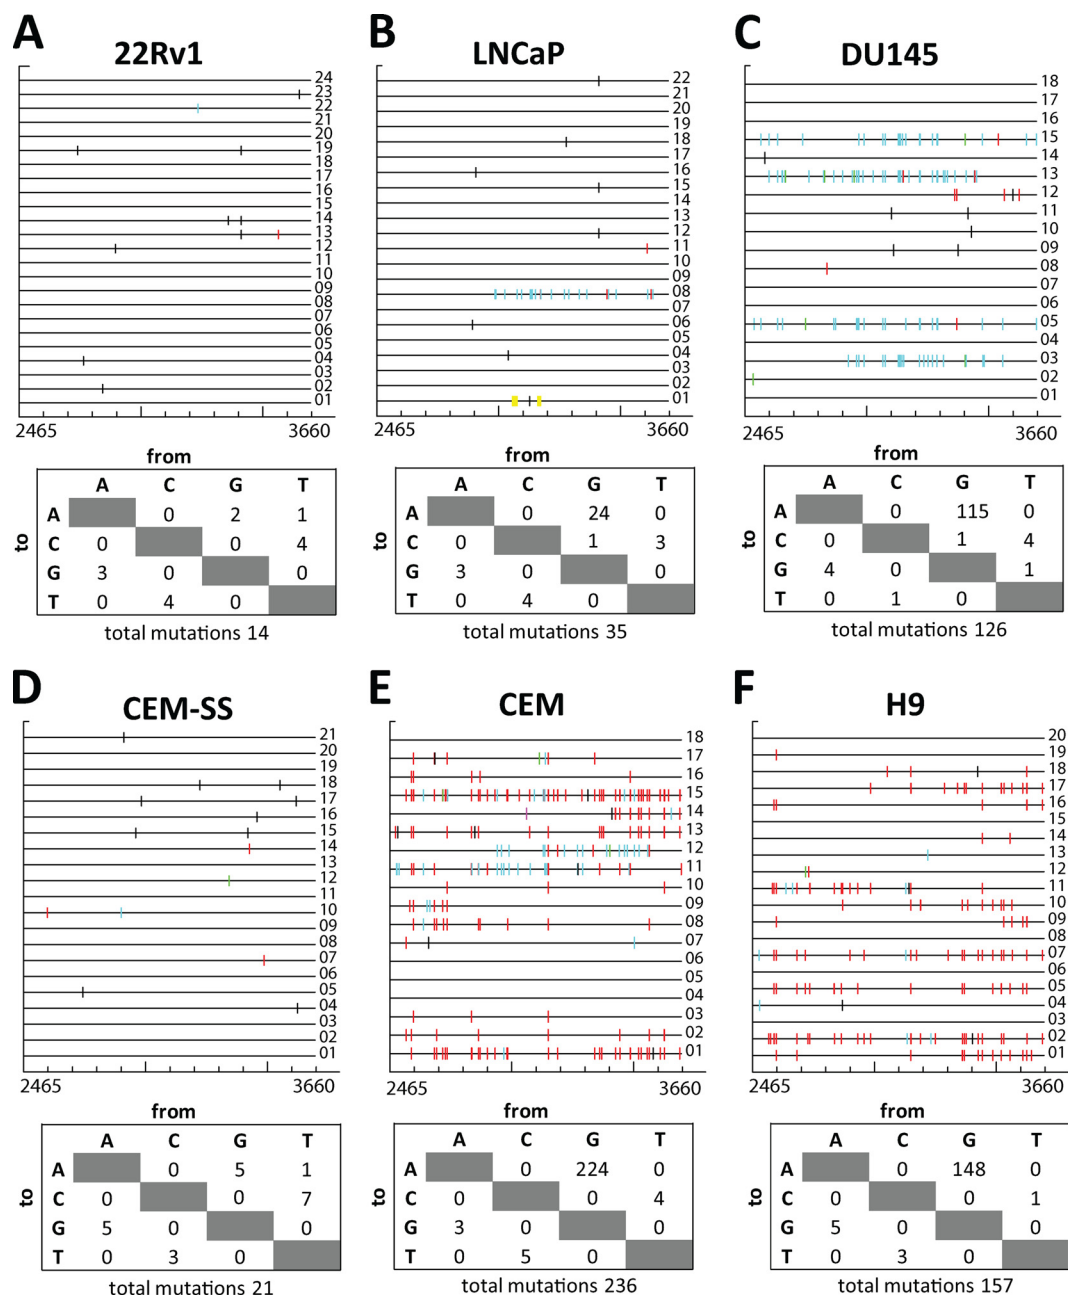 A
22Rv1
24
23
22
21
20
19
18
17
16
15
14
13
12
11
10
09
08
07
06
05
04
03
02
01
2465 3660
from
A C G T
to
A 0 2 1
C 0 0 4
G 3 0 0
T 0 4 0
total mutations 14
B
LNCaP
22
21
20
19
18
17
16
15
14
13
12
11
10
09
08
07
06
05
04
03
02
01
2465 3660
from
A C G T
to
A 0 24 0
C 0 1 3
G 3 0 0
T 0 4 0
total mutations 35
C
DU145
18
17
16
15
14
13
12
11
10
09
08
07
06
05
04
03
02
01
2465 3660
from
A C G T
to
A 0 115 0
C 0 1 4
G 4 0 1
T 0 1 0
total mutations 126
D
CEM-SS
21
20
19
18
17
16
15
14
13
12
11
10
09
08
07
06
05
04
03
02
01
2465 3660
from
A C G T
to
A 0 5 1
C 0 0 7
G 5 0 0
T 0 3 0
total mutations 21
E
CEM
18
17
16
15
14
13
12
11
10
09
08
07
06
05
04
03
02
01
2465 3660
from
A C G T
to
A 0 224 0
C 0 0 4
G 3 0 0
T 0 5 0
total mutations 236
F
H9
20
19
18
17
16
15
14
13
12
11
10
09
08
07
06
05
04
03
02
01
2465 3660
from
A C G T
to
A 0 148 0
C 0 0 1
G 5 0 0
T 0 3 0
total mutations 157